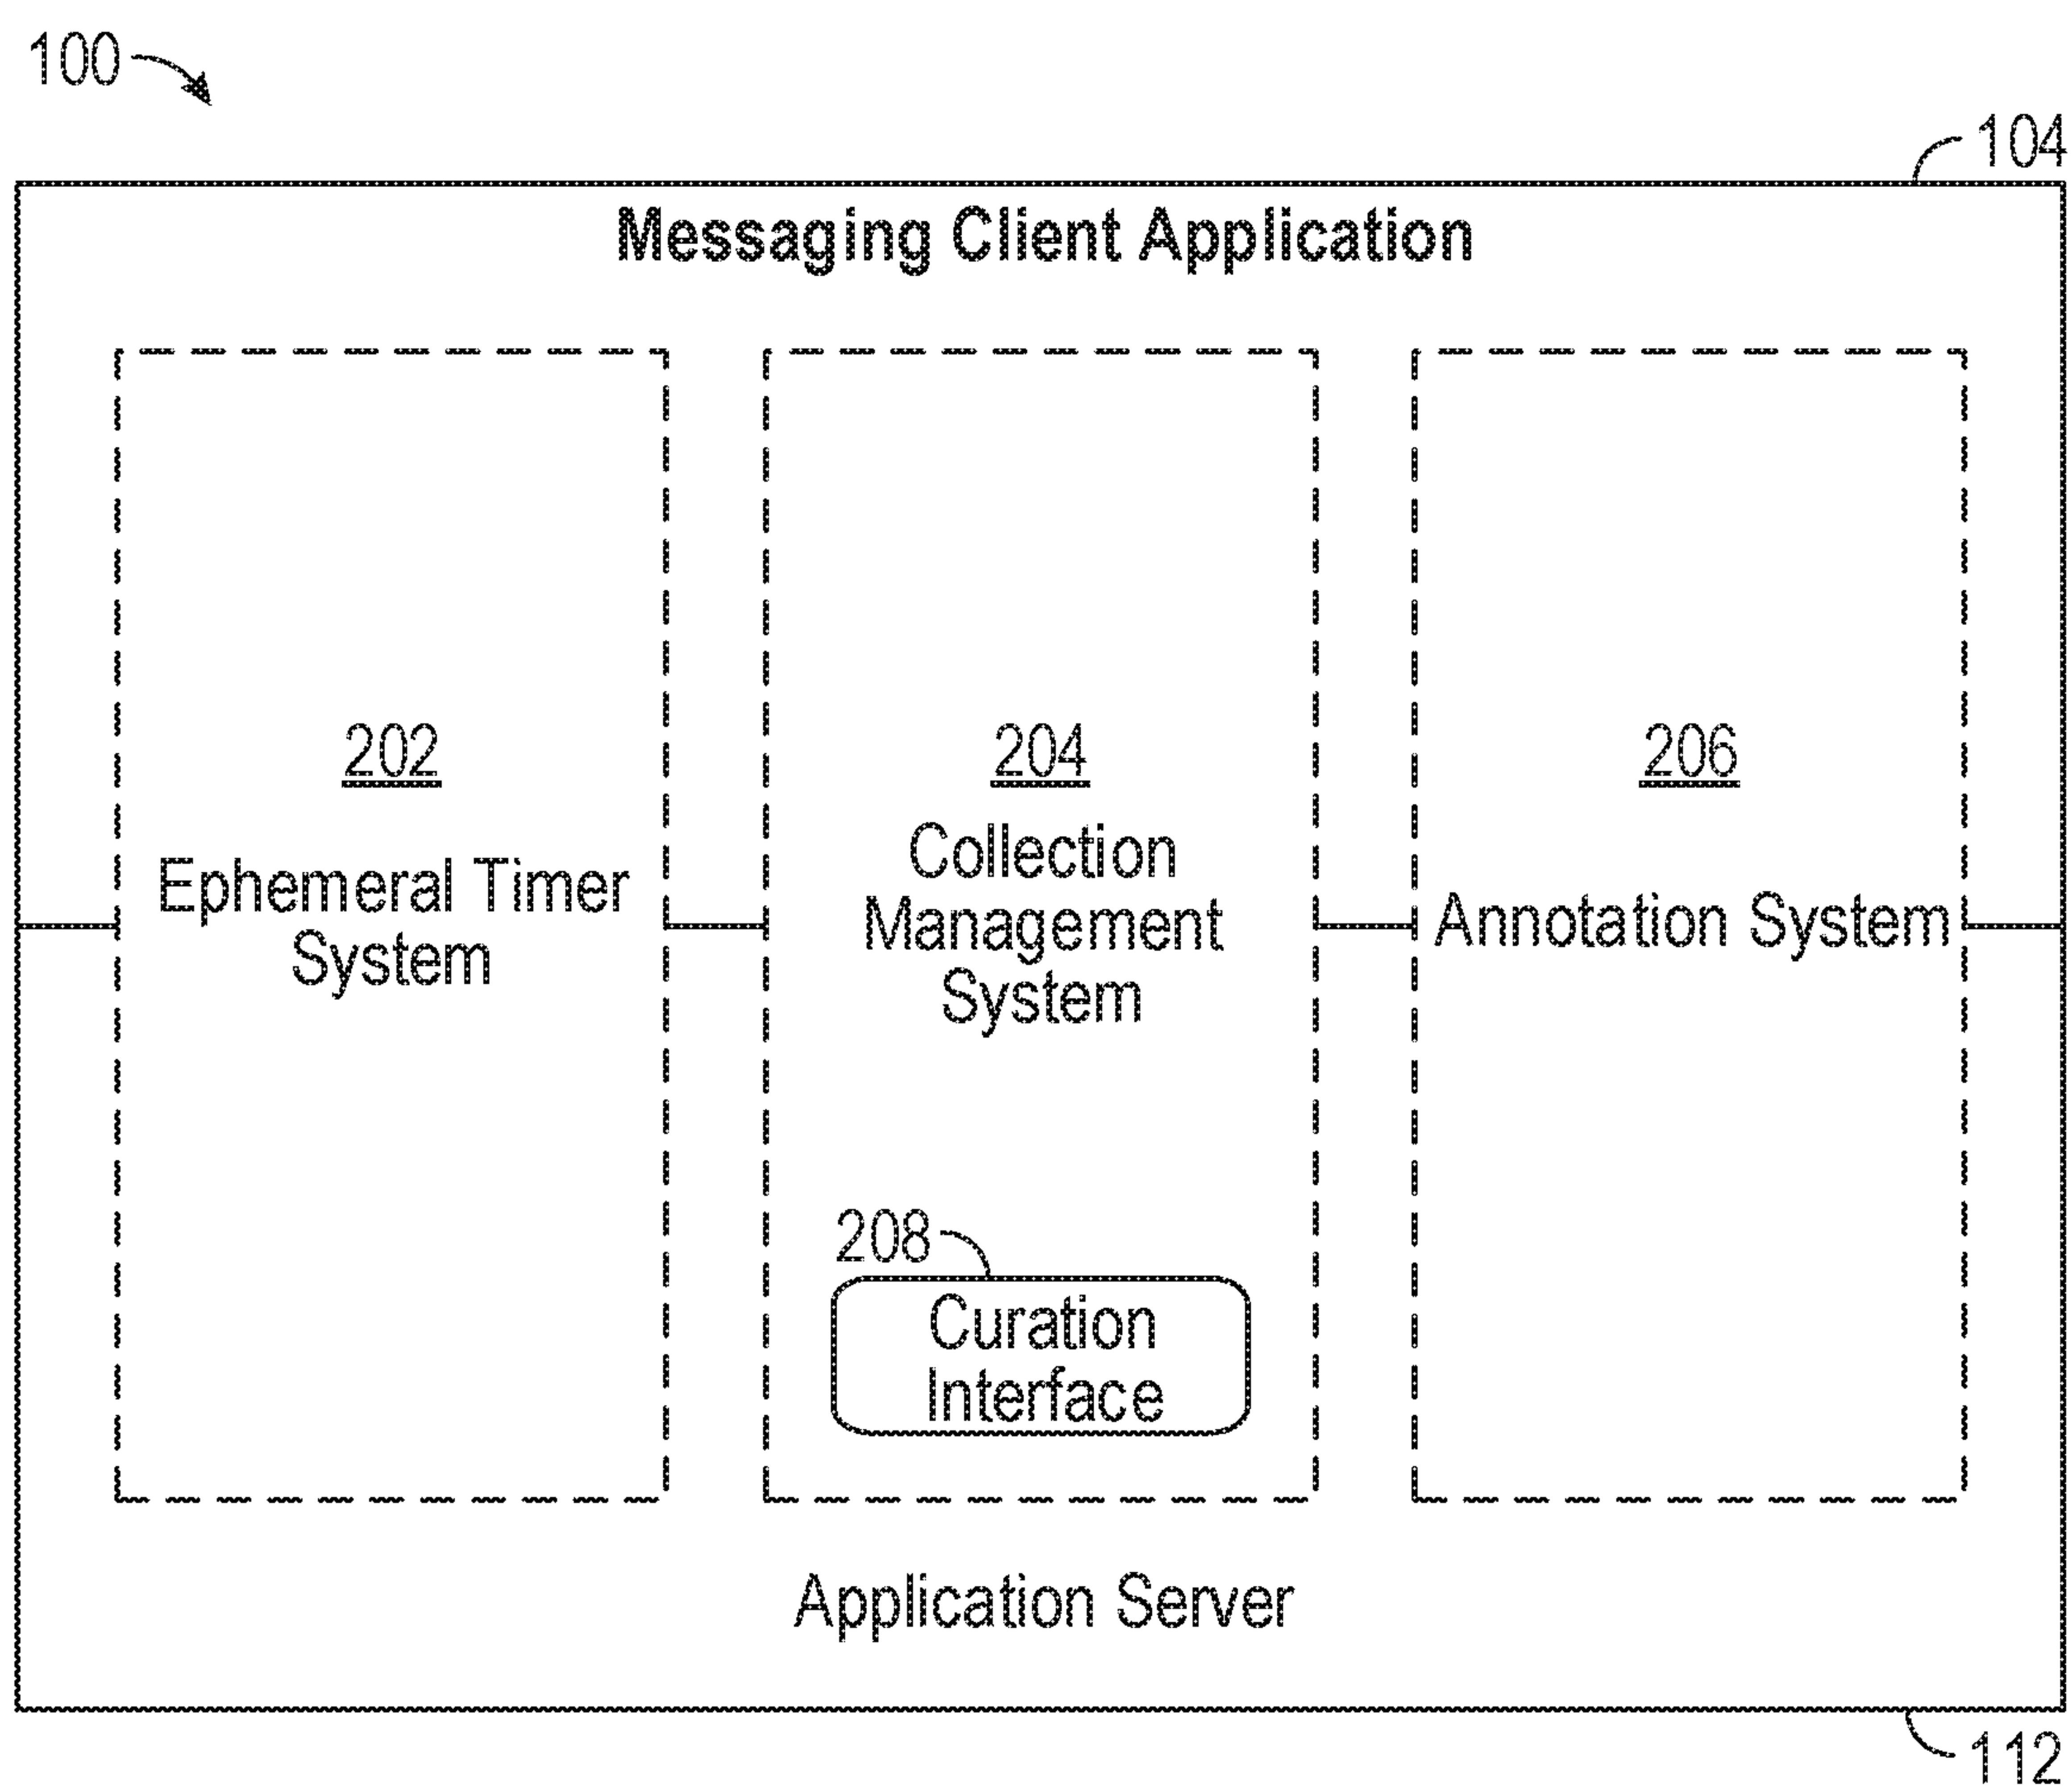 100
104
Messaging Client Application
202
Ephemeral Timer
System
204
Collection
Management
System
206
Annotation System
208
Curation
Interface
Application Server
112